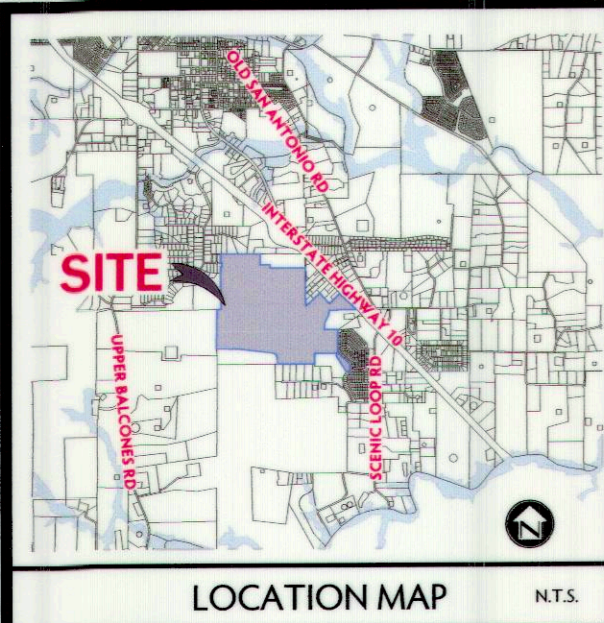 OLD SAN ANTONIO RD
INTERSTATE HIGHWAY 10
SITE
UPPER BALCONES RD
SCENIC LOOP RD
N
LOCATION MAP
N.T.S.